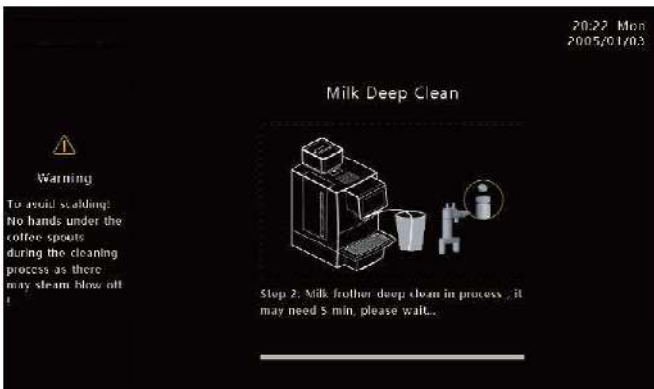 20:22 Mon
2005/01/03
Milk Deep Clean
Warning
To avoid scalding!
No hands under the
coffee spouts
during the cleaning
process as there
may steam blow off
!
Step 2: Milk frother deep clean in process , it
may need 5 min, please wait...